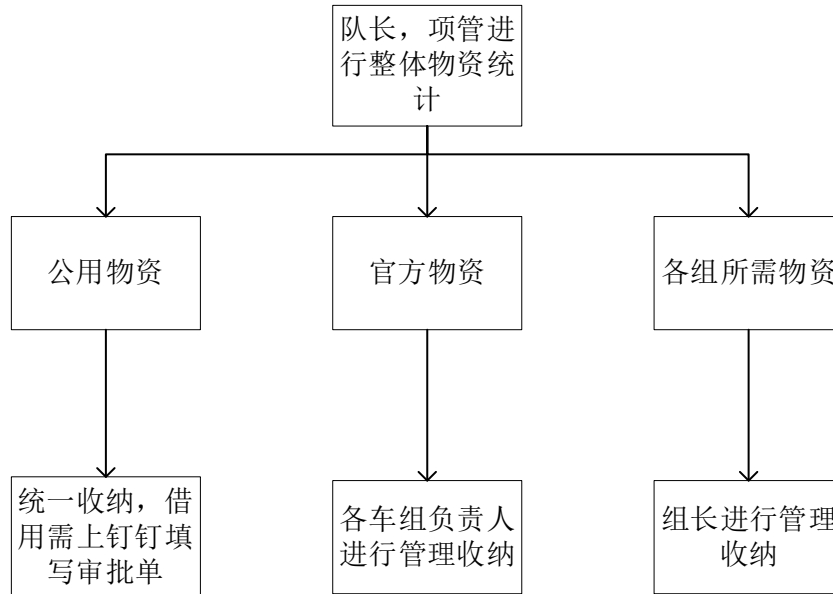 队长，项管进
行整体物资统
计
公用物资
官方物资
各组所需物资
统一收纳，借
用需上钉钉填
写审批单
各车组负责人
进行管理收纳
组长进行管理
收纳